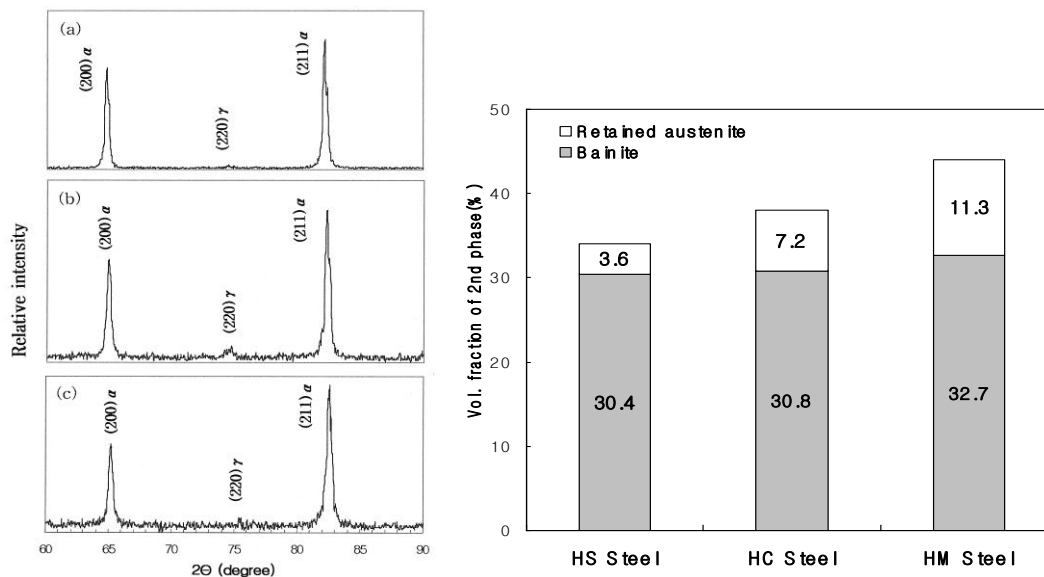 (a)
(200)α
(220)γ
(211)α
(b)
(200)α
(220)γ
(211)α
(c)
(200)α
(220)γ
(211)α
Relative intensity
60 65 70 75 80 85 90
2Θ (degree)
50
40
30
20
10
0
Vol. fraction of 2nd phase(%)
Retained austenite
Bainite
3.6
7.2
11.3
30.4
30.8
32.7
HS Steel HC Steel HM Steel